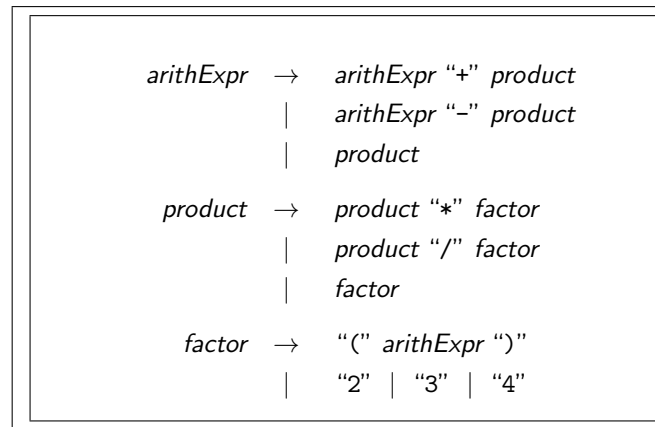 arithExpr → arithExpr “+” product
| arithExpr “-” product
| product
product → product “*” factor
| product “/” factor
| factor
factor → “(” arithExpr “)”
| “2” | “3” | “4”